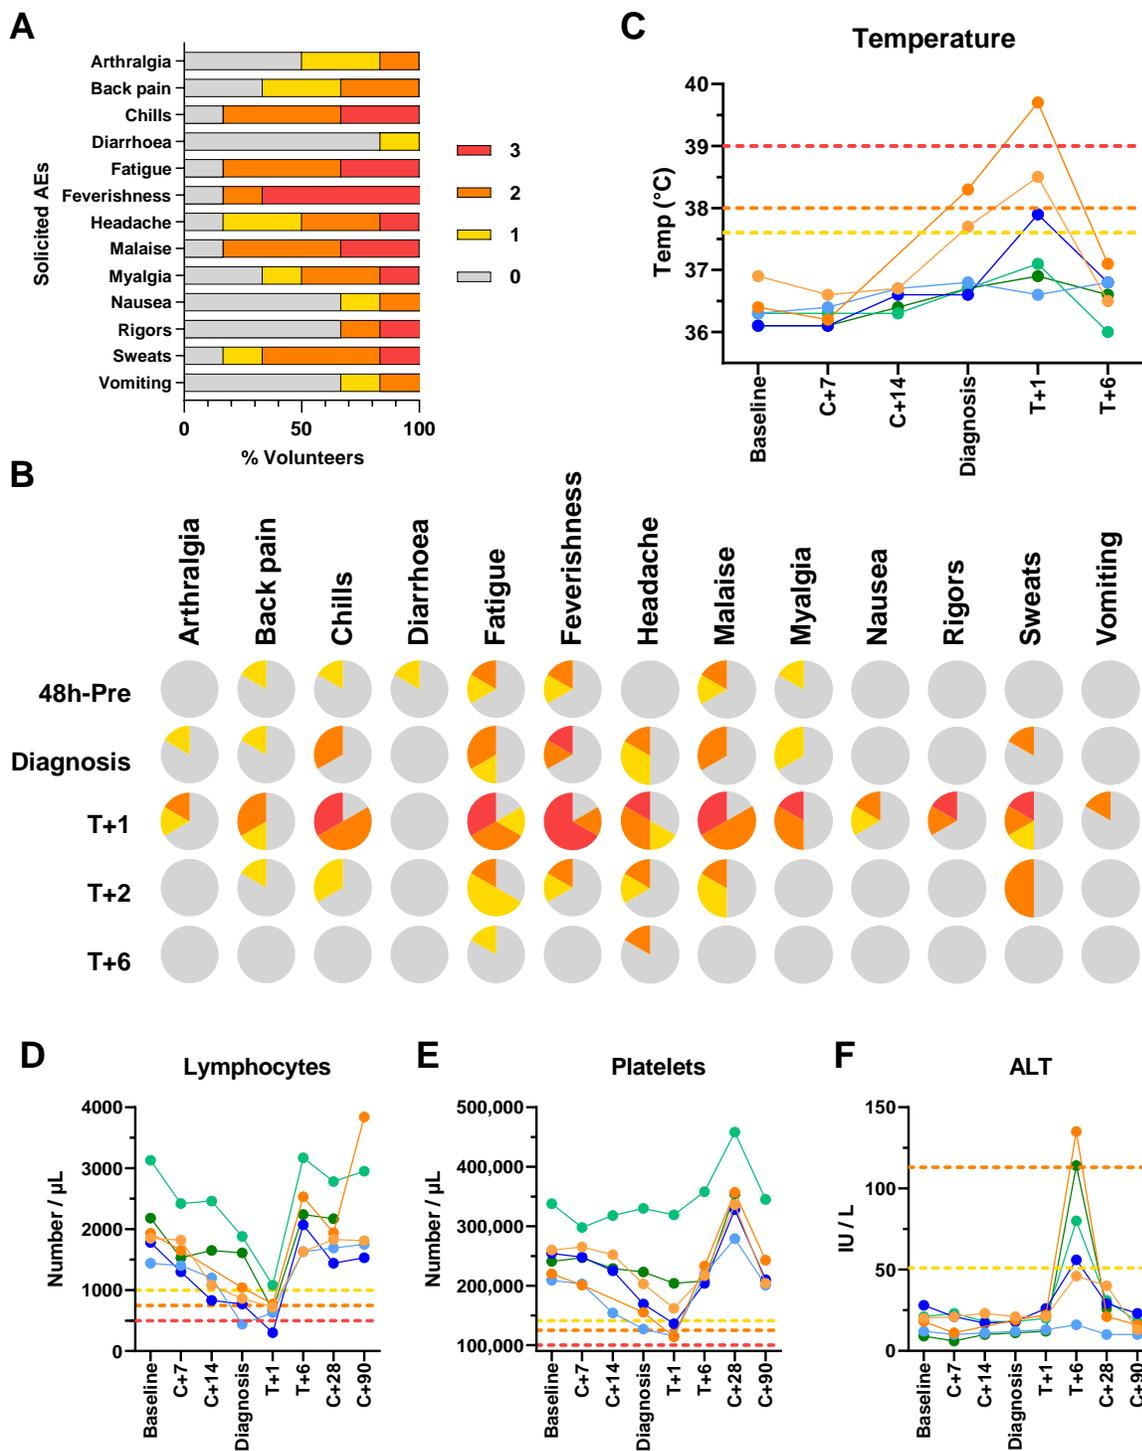 A
Solicited AEs
Arthralgia
Back pain
Chills
Diarrhoea
Fatigue
Feverishness
Headache
Malaise
Myalgia
Nausea
Rigors
Sweats
Vomiting
0 50 100
% Volunteers
3
2
1
0
C
Temperature
Temp (°C)
40
39
38
37
36
Baseline C+7 C+14 Diagnosis T+1 T+6
B
Arthralgia Back pain Chills Diarrhoea Fatigue Feverishness Headache Malaise Myalgia Nausea Rigors Sweats Vomiting
48h-Pre
Diagnosis
T+1
T+2
T+6
D
Lymphocytes
Number / µL
4000
3000
2000
1000
0
Baseline C+7 C+14 Diagnosis T+1 T+6 C+28 C+90
E
Platelets
Number / µL
500,000
400,000
300,000
200,000
100,000
Baseline C+7 C+14 Diagnosis T+1 T+6 C+28 C+90
F
ALT
IU / L
150
100
50
0
Baseline C+7 C+14 Diagnosis T+1 T+6 C+28 C+90